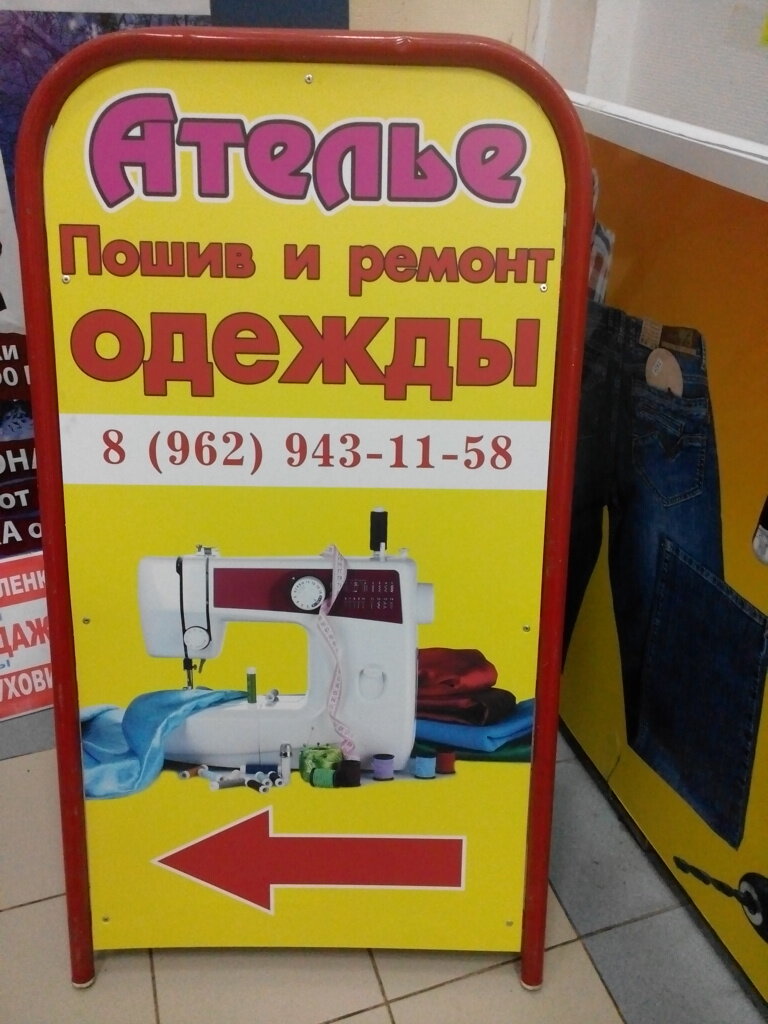 Ателье
Пошив и ремонт
одежды
8 (962) 943-11-58